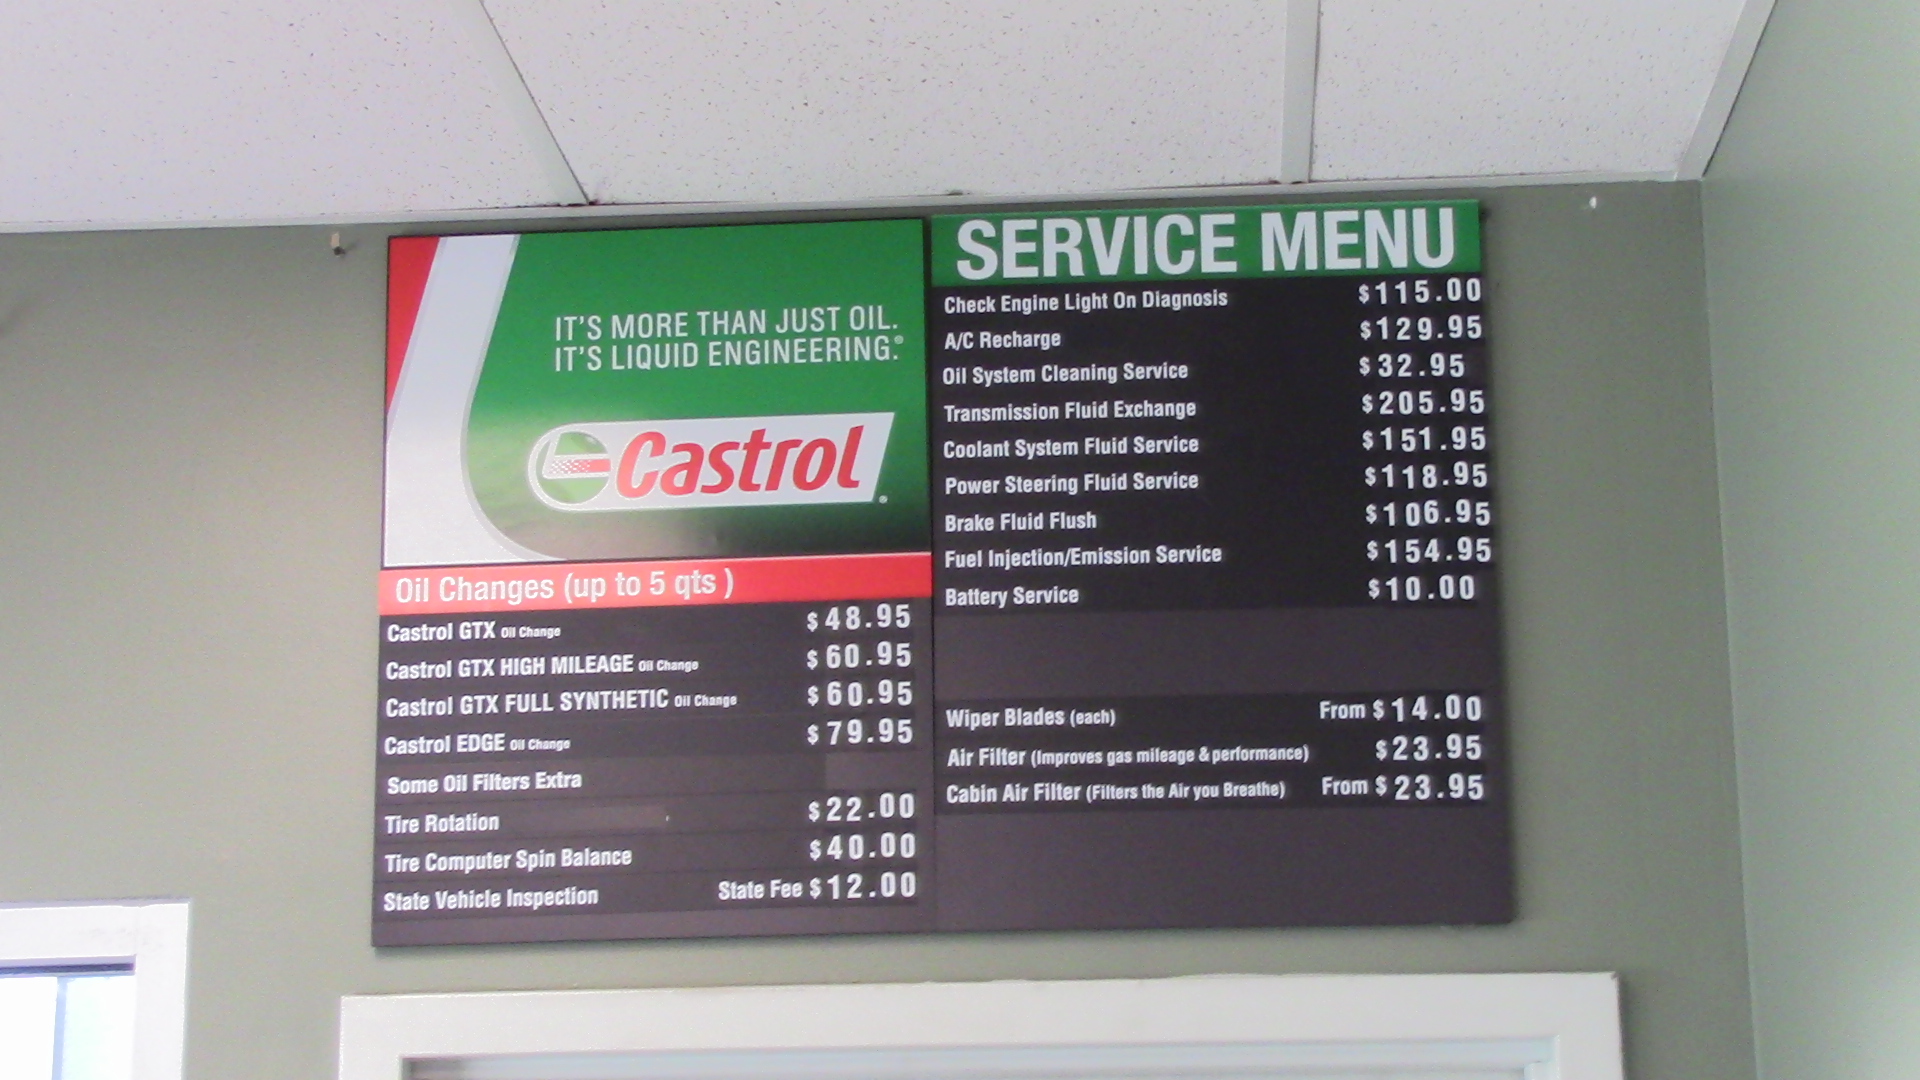 IT'S MORE THAN JUST OIL.
IT'S LIQUID ENGINEERING.®
Castrol®
Oil Changes (up to 5 qts )
Castrol GTX Oil Change $48.95
Castrol GTX HIGH MILEAGE Oil Change $60.95
Castrol GTX FULL SYNTHETIC Oil Change $60.95
Castrol EDGE Oil Change $79.95
Some Oil Filters Extra
Tire Rotation $22.00
Tire Computer Spin Balance $40.00
State Vehicle Inspection State Fee $12.00
SERVICE MENU
Check Engine Light On Diagnosis $115.00
A/C Recharge $129.95
Oil System Cleaning Service $32.95
Transmission Fluid Exchange $205.95
Coolant System Fluid Service $151.95
Power Steering Fluid Service $118.95
Brake Fluid Flush $106.95
Fuel Injection/Emission Service $154.95
Battery Service $10.00
Wiper Blades (each) From $14.00
Air Filter (Improves gas mileage & performance) $23.95
Cabin Air Filter (Filters the Air you Breathe) From $23.95